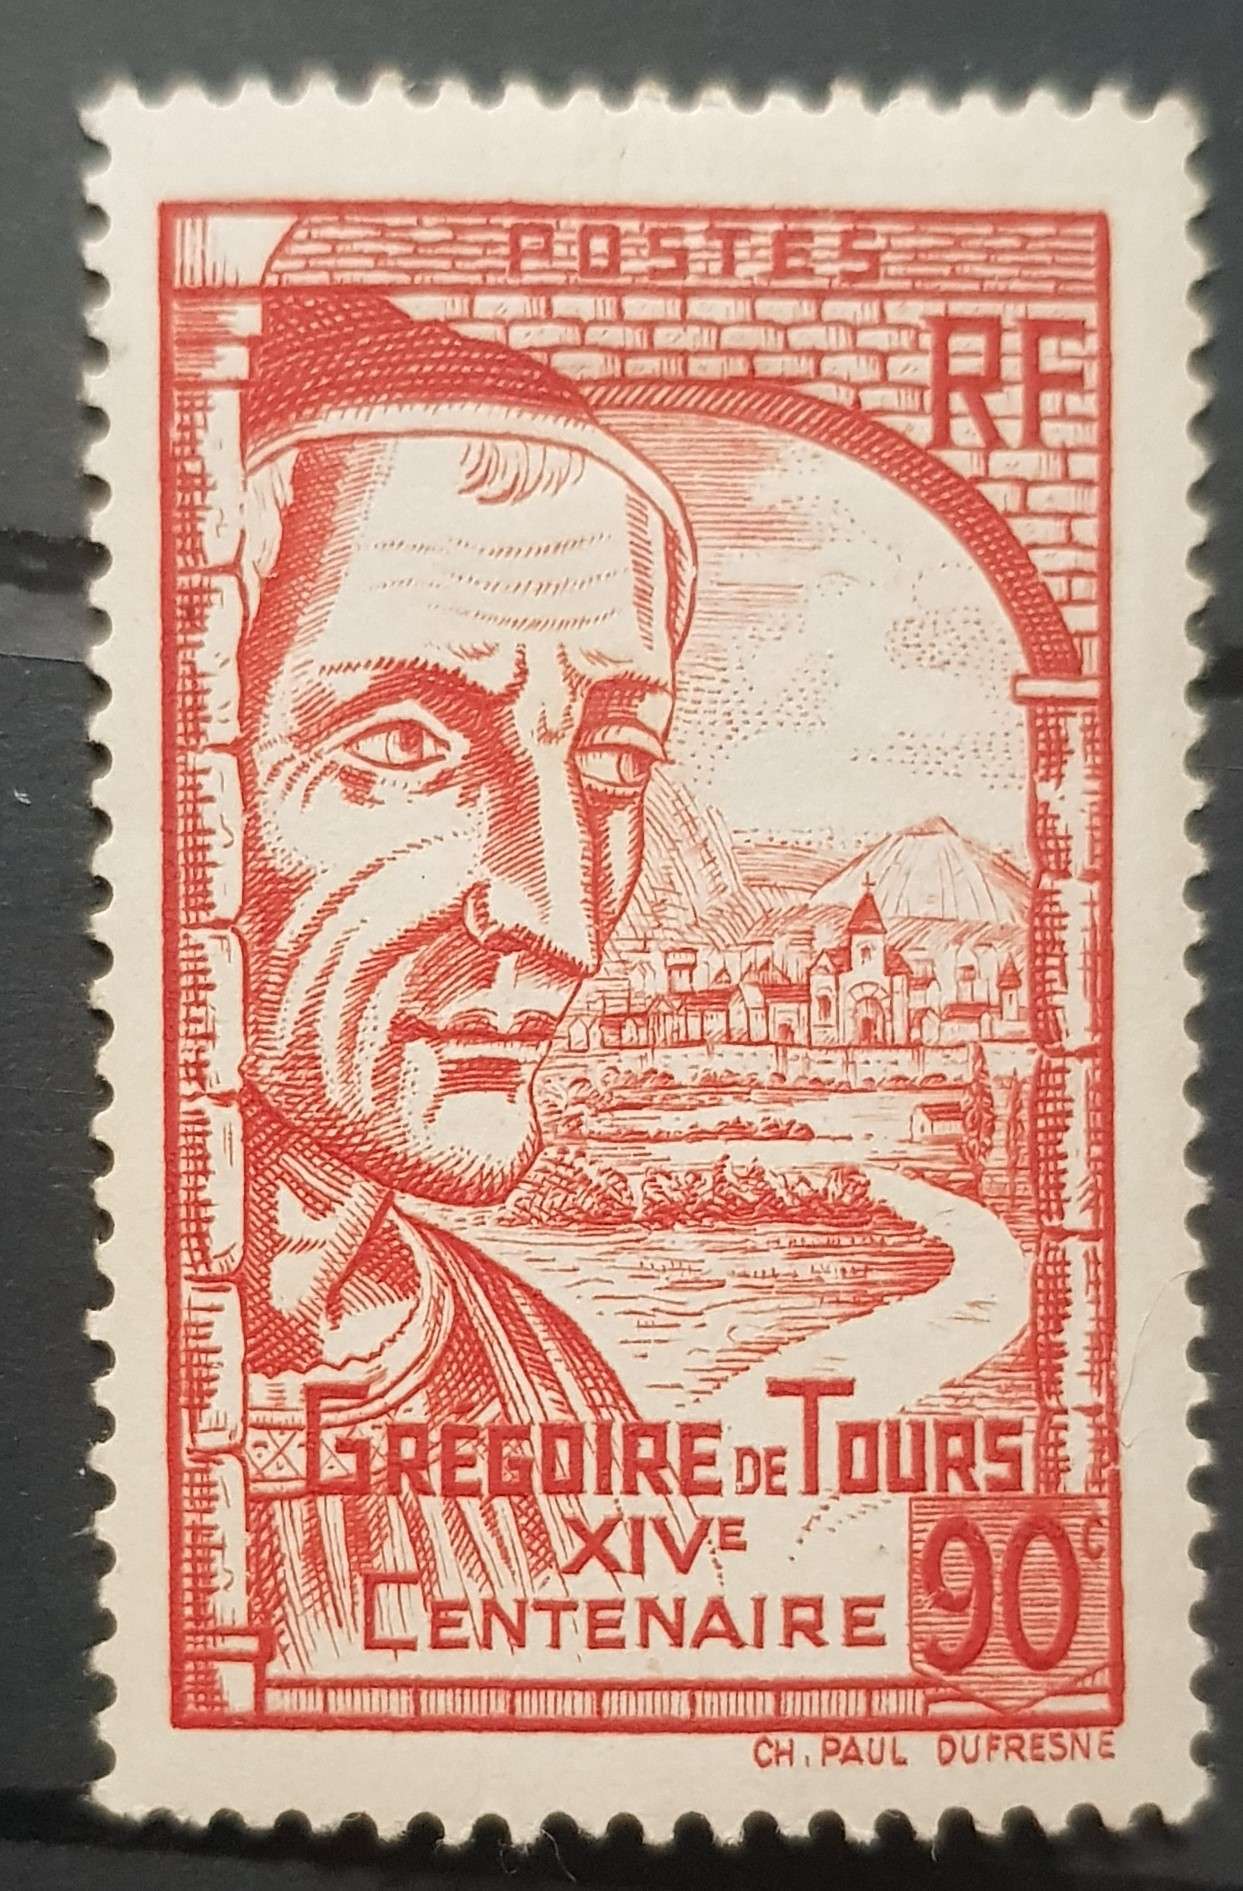 POSTES
RF
GREGOIRE DE TOURS
XIVE
CENTENAIRE
90C
CH. PAUL DUFRESNE